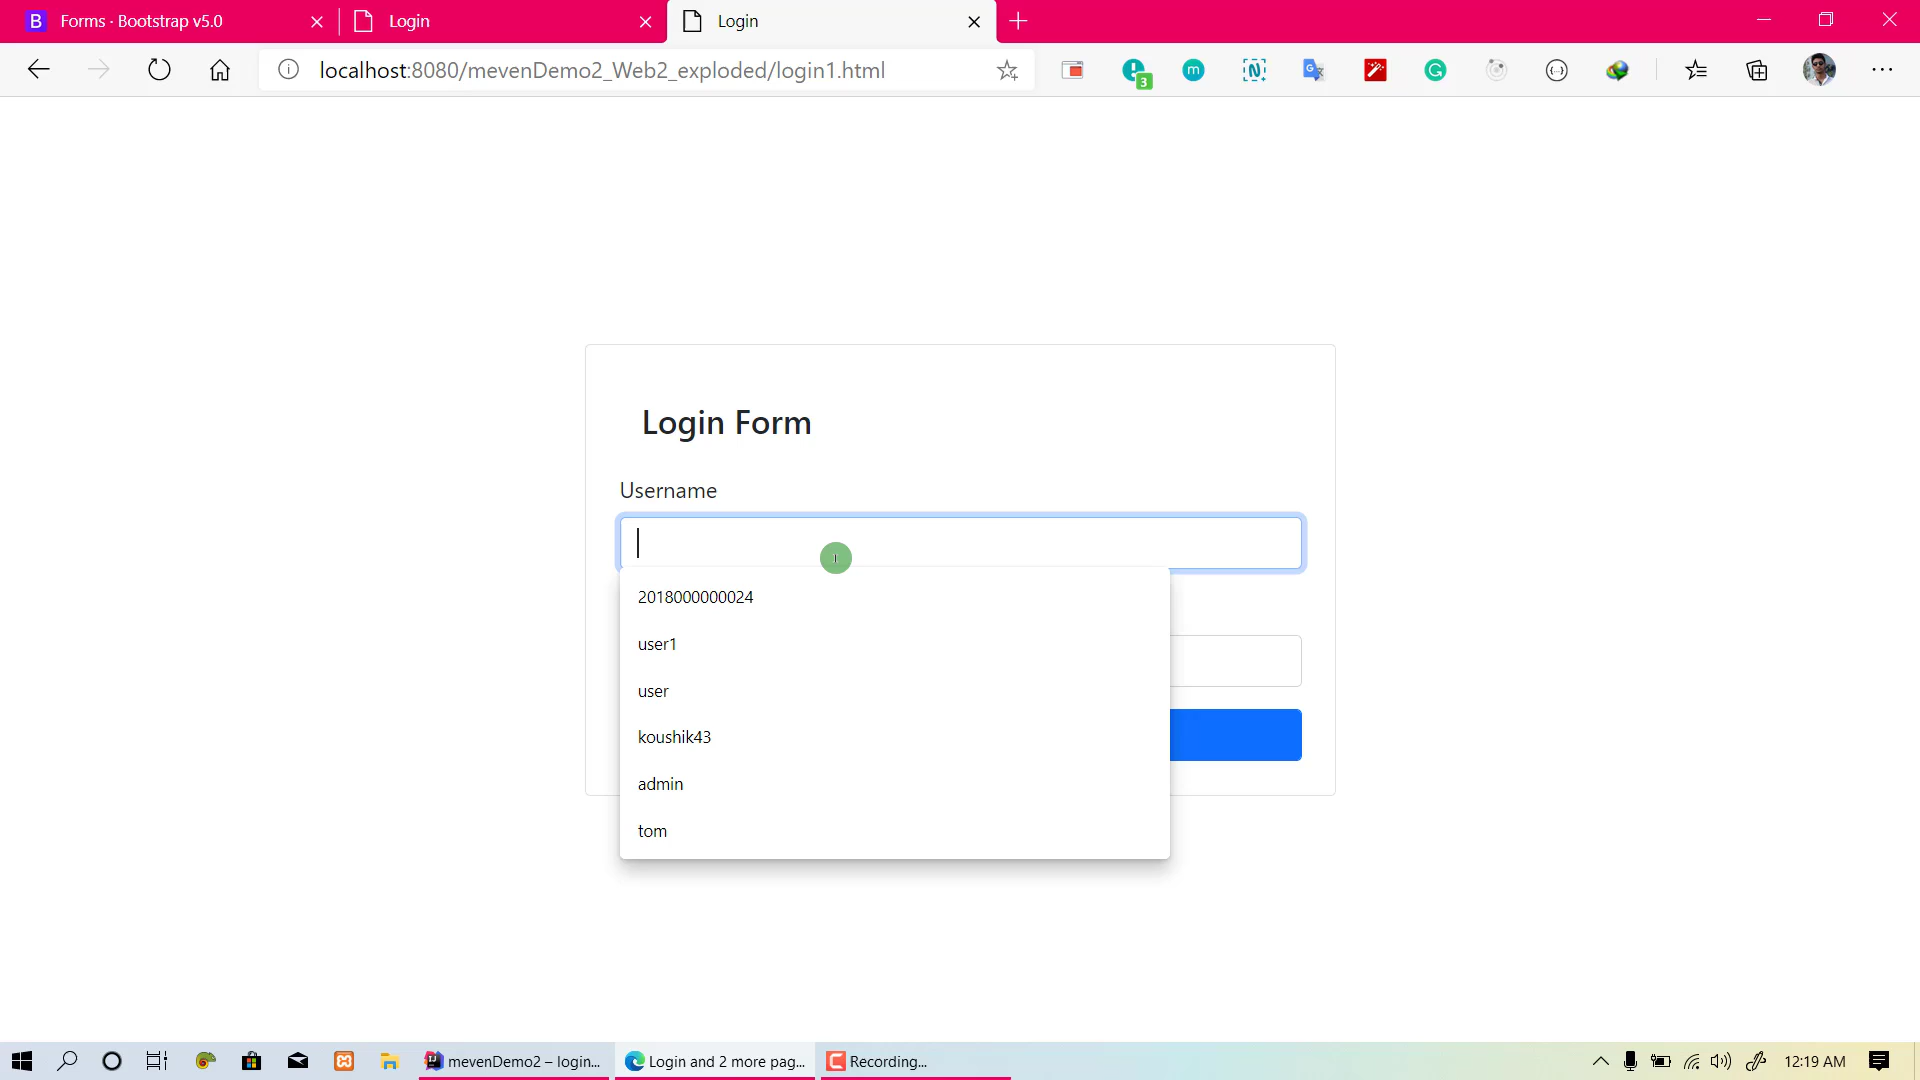 Forms · Bootstrap v5.0
Login
Login
localhost:8080/mevenDemo2_Web2_exploded/login1.html
3
Login Form
Username
2018000000024
user1
user
koushik43
admin
tom
mevenDemo2 – login...
Login and 2 more pag...
Recording...
12:19 AM